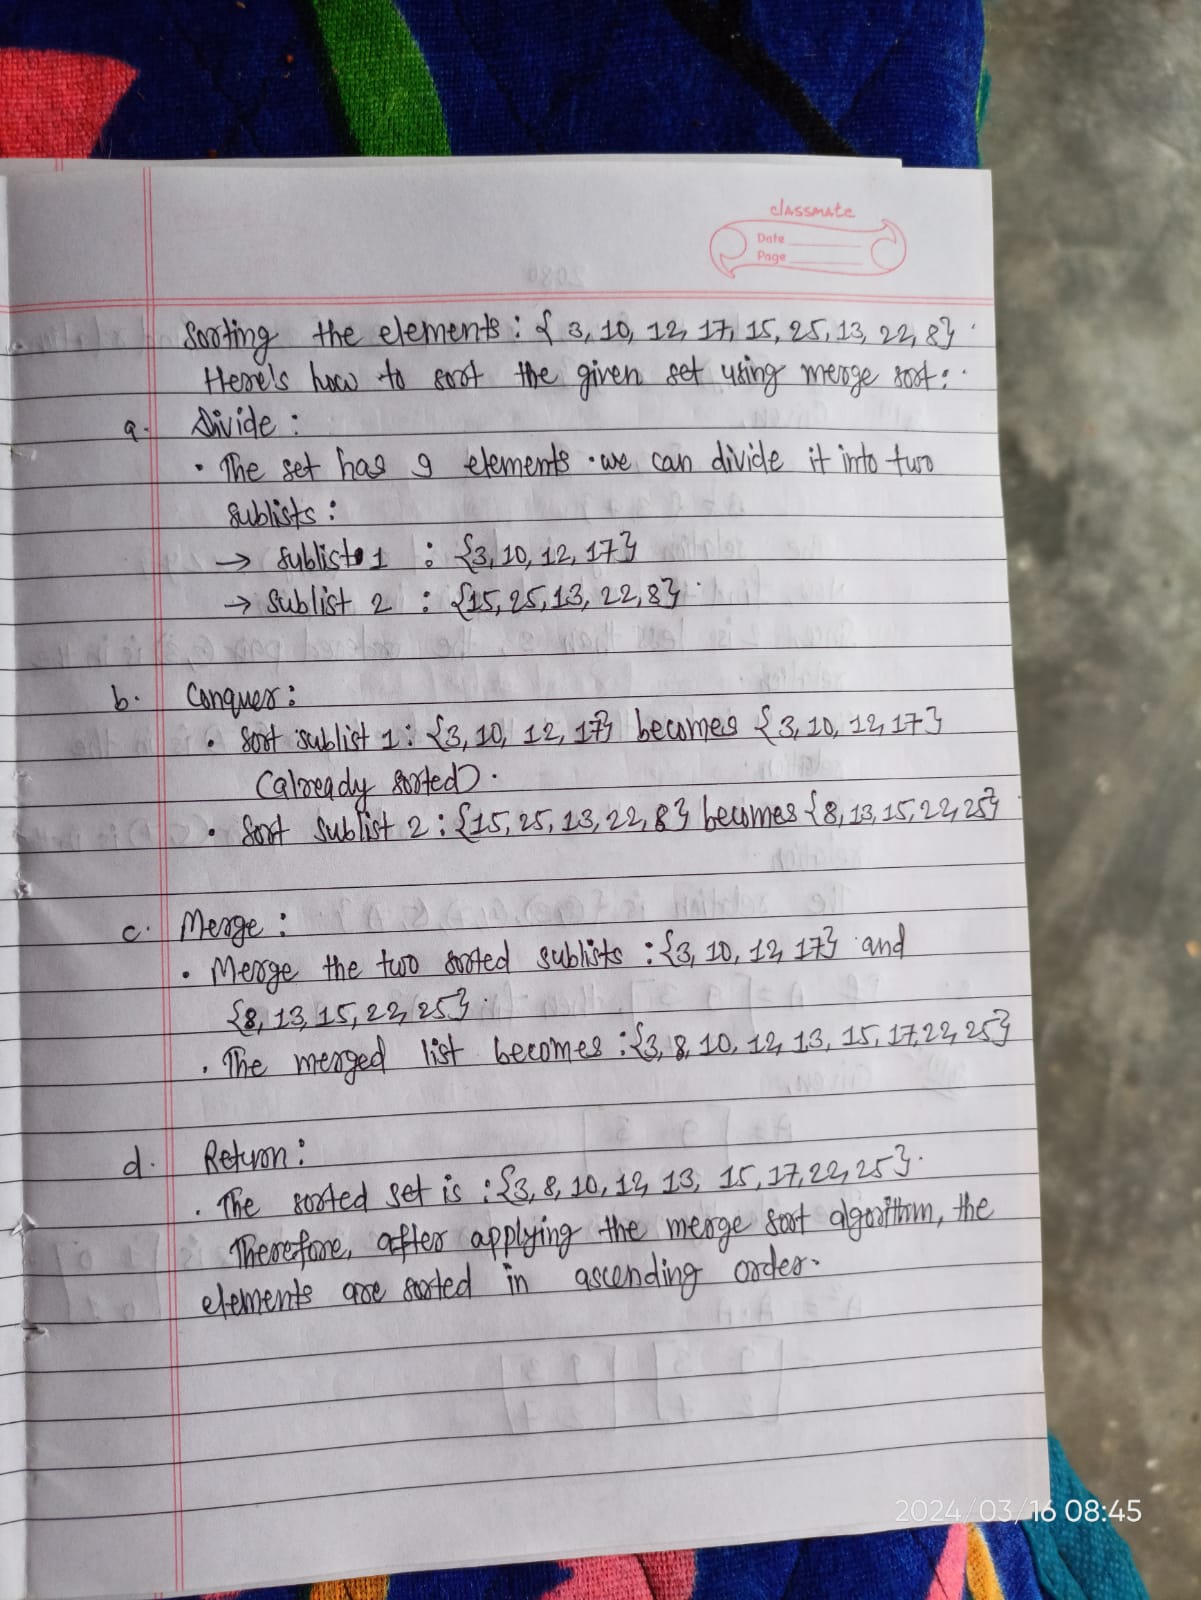 classmate
Date
Page
Sorting the elements : { 3, 10, 12, 17, 15, 25, 13, 22, 8}
Here's how to sort the given set using merge sort :
a. Divide :
• The set has 9 elements. we can divide it into two
sublists :
→ sublist 1 : {3, 10, 12, 17}
→ sublist 2 : {15, 25, 13, 22, 8}
b. Conquer :
• Sort sublist 1 : {3, 10, 12, 17} becomes {3, 10, 12, 17}
(already sorted).
• Sort sublist 2 : {15, 25, 13, 22, 8} becomes {8, 13, 15, 22, 25}
c. Merge :
• Merge the two sorted sublists : {3, 10, 12, 17} and
{8, 13, 15, 22, 25}.
• The merged list becomes : {3, 8, 10, 12, 13, 15, 17, 22, 25}
d. Return :
• The sorted set is : {3, 8, 10, 12, 13, 15, 17, 22, 25}.
Therefore, after applying the merge sort algorithm, the
elements are sorted in ascending order.
2024/03/16 08:45